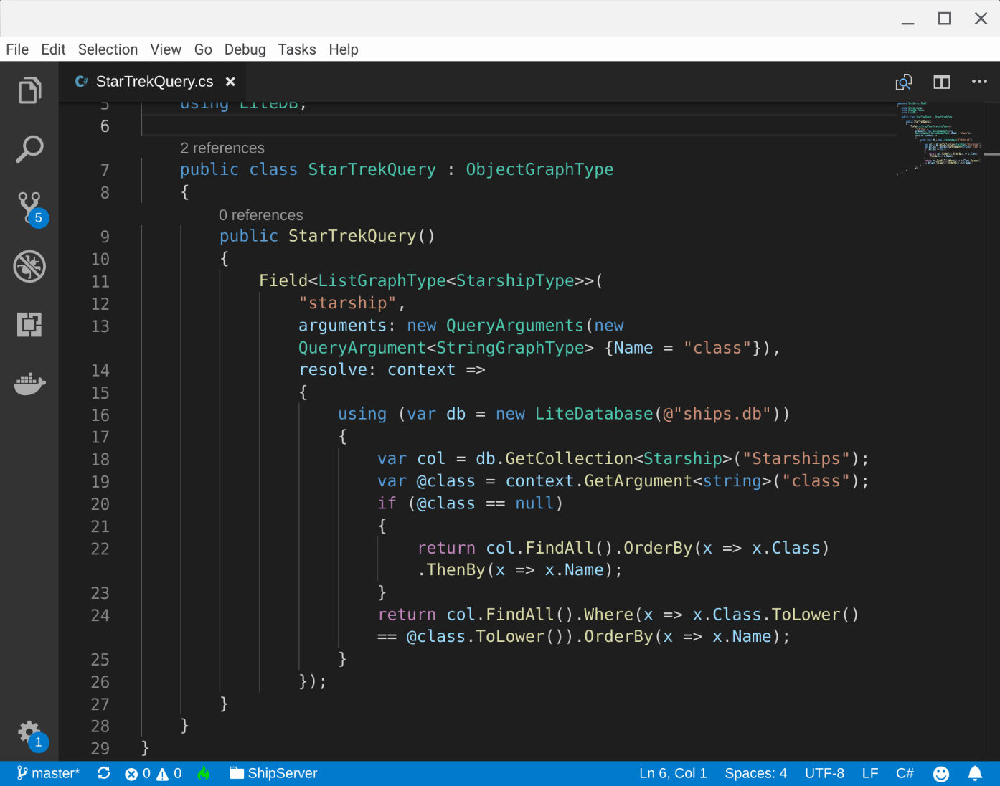 File Edit Selection View Go Debug Tasks Help
C# StarTrekQuery.cs
5 using LiteDB;
6
2 references
7 public class StarTrekQuery : ObjectGraphType
8 {
0 references
9 public StarTrekQuery()
10 {
11 Field<ListGraphType<StarshipType>>(
12 "starship",
13 arguments: new QueryArguments(new
QueryArgument<StringGraphType> {Name = "class"}),
14 resolve: context =>
15 {
16 using (var db = new LiteDatabase(@"ships.db"))
17 {
18 var col = db.GetCollection<Starship>("Starships");
19 var @class = context.GetArgument<string>("class");
20 if (@class == null)
21 {
22 return col.FindAll().OrderBy(x => x.Class)
.ThenBy(x => x.Name);
23 }
24 return col.FindAll().Where(x => x.Class.ToLower()
== @class.ToLower()).OrderBy(x => x.Name);
25 }
26 });
27 }
28 }
29 }
5
1
master* 0 0 ShipServer Ln 6, Col 1 Spaces: 4 UTF-8 LF C#